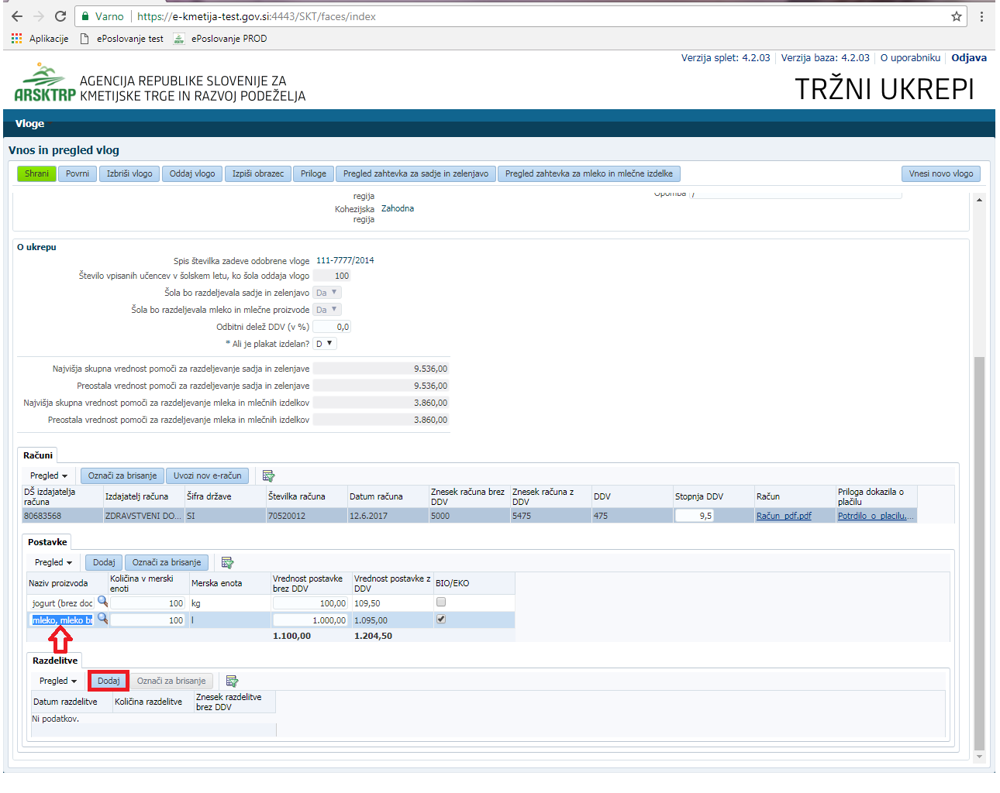 Varno | https://e-kmetija-test.gov.si:4443/SKT/faces/index
Aplikacije ePoslovanje test ePoslovanje PROD
Verzija splet: 4.2.03 Verzija baza: 4.2.03 O uporabniku Odjava
ARSKTRP AGENCIJA REPUBLIKE SLOVENIJE ZA
KMETIJSKE TRGE IN RAZVOJ PODEŽELJA
TRŽNI UKREPI
Vloge
Vnos in pregled vlog
Shrani Povrni Izbriši vlogo Oddaj vlogo Izpiši obrazec Priloge Pregled zahtevka za sadje in zelenjavo Pregled zahtevka za mleko in mlečne izdelke Vnesi novo vlogo
regija Opomba /
Kohezijska regija Zahodna
O ukrepu
Spis številka zadeve odobrene vloge 111-7777/2014
Število vpisanih učencev v šolskem letu, ko šola oddaja vlogo 100
Šola bo razdeljevala sadje in zelenjavo Da
Šola bo razdeljevala mleko in mlečne proizvode Da
Odbitni delež DDV (v %) 0,0
* Ali je plakat izdelan? D
Najvišja skupna vrednost pomoči za razdeljevanje sadja in zelenjave 9.536,00
Preostala vrednost pomoči za razdeljevanje sadja in zelenjave 9.536,00
Najvišja skupna vrednost pomoči za razdeljevanje mleka in mlečnih izdelkov 3.860,00
Preostala vrednost pomoči za razdeljevanje mleka in mlečnih izdelkov 3.860,00
Računi
Pregled Označi za brisanje Uvozi nov e-račun
DŠ izdajatelja računa Izdajatelj računa Šifra države Številka računa Datum računa Znesek računa brez DDV Znesek računa z DDV DDV Stopnja DDV Račun Priloga dokazila o plačilu
80683568 ZDRAVSTVENI DO... SI 70520012 12.6.2017 5000 5475 475 9,5 Račun_pdf.pdf Potrdilo_o_placilu....
Postavke
Pregled Dodaj Označi za brisanje
Naziv proizvoda Količina v merski enoti Merska enota Vrednost postavke brez DDV Vrednost postavke z DDV BIO/EKO
jogurt (brez doc 100 kg 100,00 109,50
mleko, mleko br 100 l 1.000,00 1.095,00
1.100,00 1.204,50
Razdelitve
Pregled Dodaj Označi za brisanje
Datum razdelitve Količina razdelitve Znesek razdelitve brez DDV
Ni podatkov.